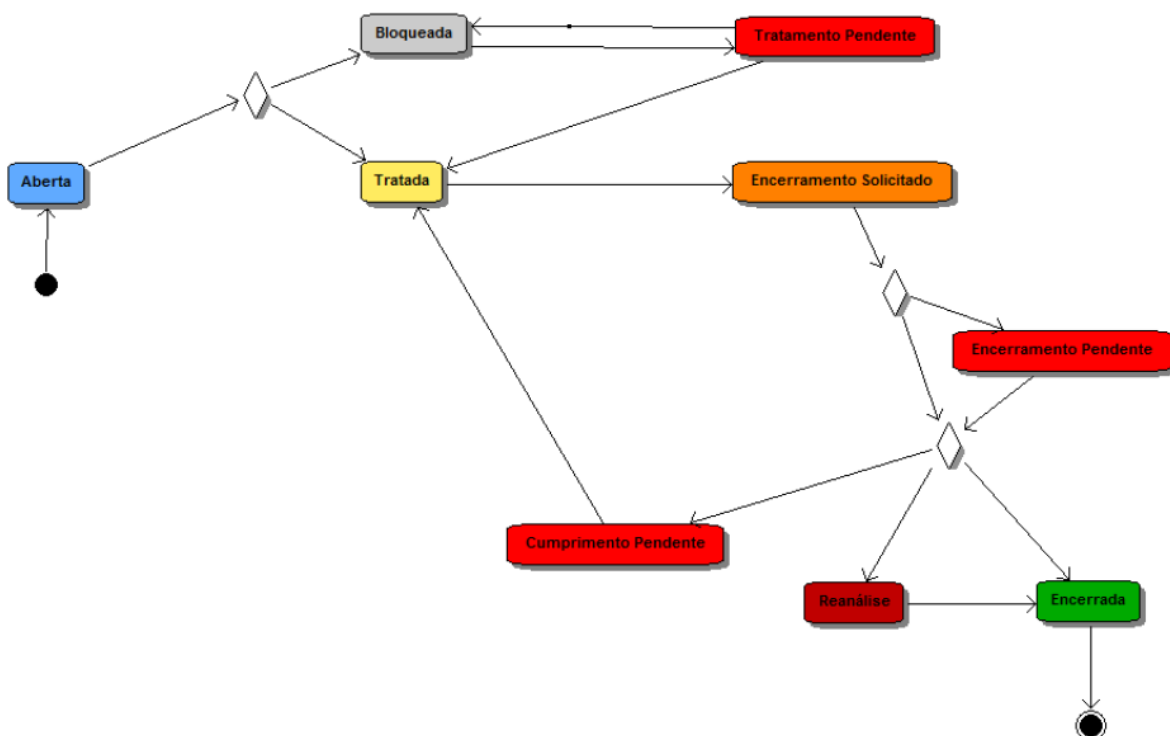 Bloqueada
Tratamento Pendente
Aberta
Tratada
Encerramento Solicitado
Encerramento Pendente
Cumprimento Pendente
Reanálise
Encerrada